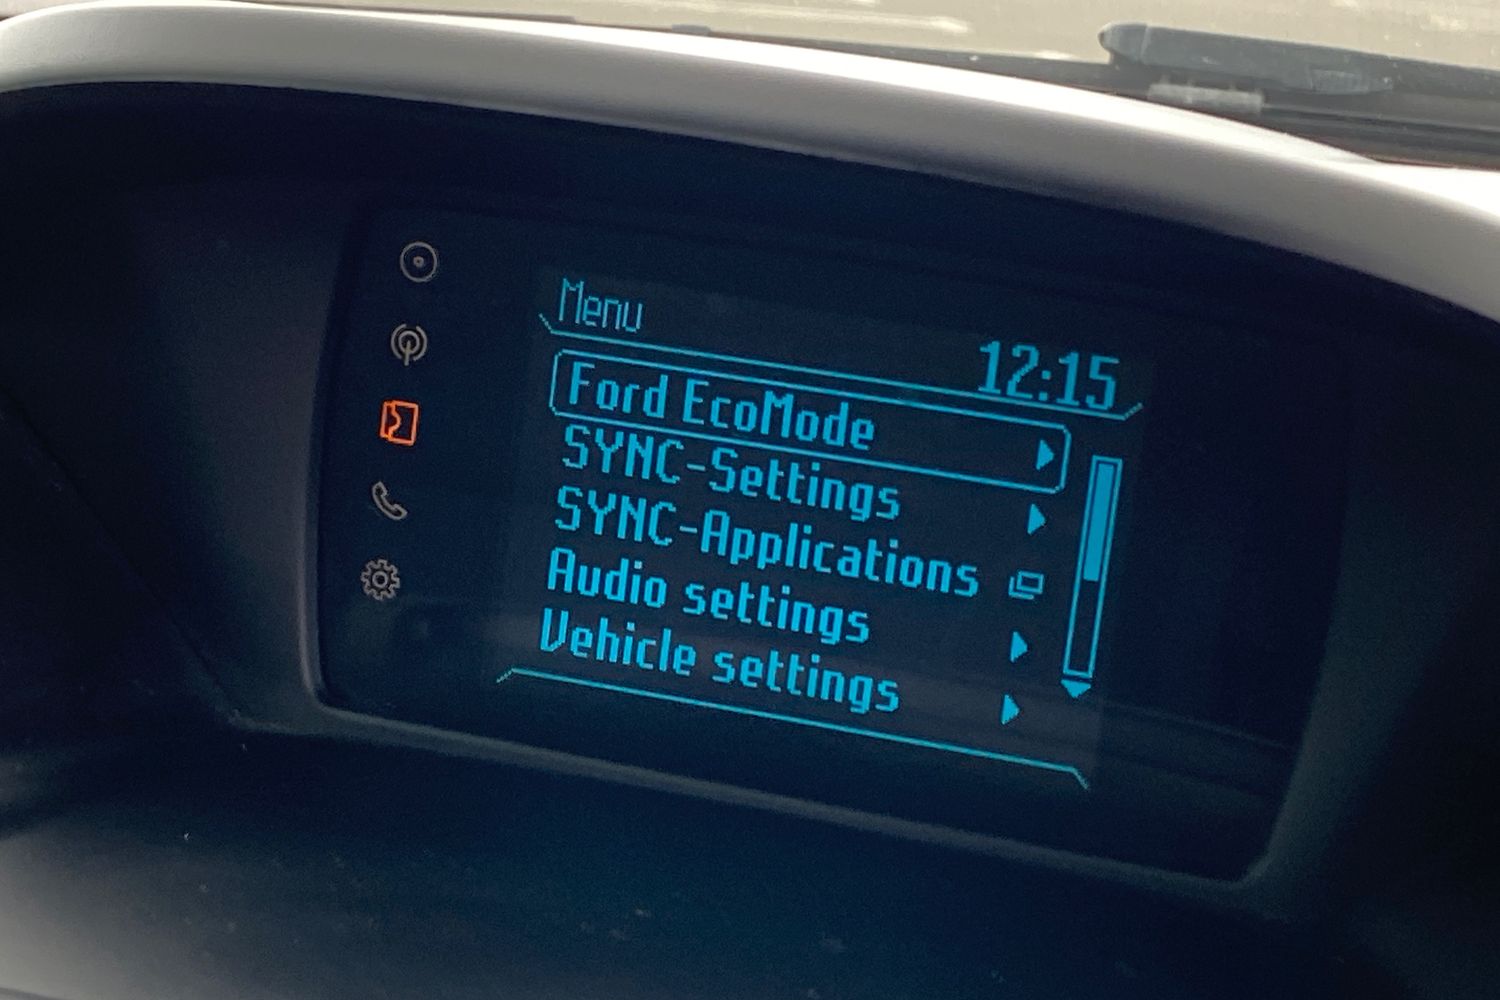 Menu
12:15
Ford EcoMode
SYNC-Settings
SYNC-Applications
Audio settings
Vehicle settings